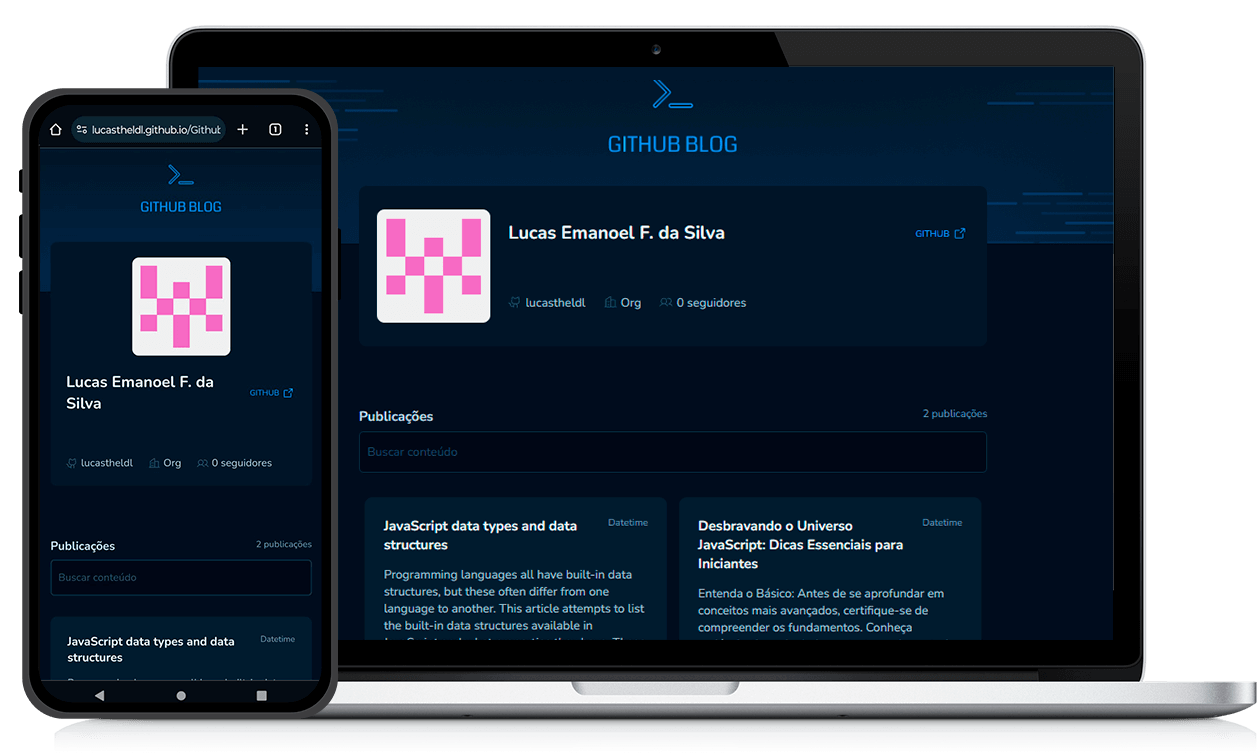 lucastheldl.github.io/Github
1
GITHUB BLOG
Lucas Emanoel F. da
Silva
GITHUB
lucastheldl Org 0 seguidores
Publicações 2 publicações
Buscar conteúdo
JavaScript data types and data
structures
Datetime
GITHUB BLOG
Lucas Emanoel F. da Silva
GITHUB
lucastheldl Org 0 seguidores
Publicações 2 publicações
Buscar conteúdo
JavaScript data types and data
structures
Datetime
Programming languages all have built-in data
structures, but these often differ from one
language to another. This article attempts to list
the built-in data structures available in
Desbravando o Universo
JavaScript: Dicas Essenciais para
Iniciantes
Datetime
Entenda o Básico: Antes de se aprofundar em
conceitos mais avançados, certifique-se de
compreender os fundamentos. Conheça